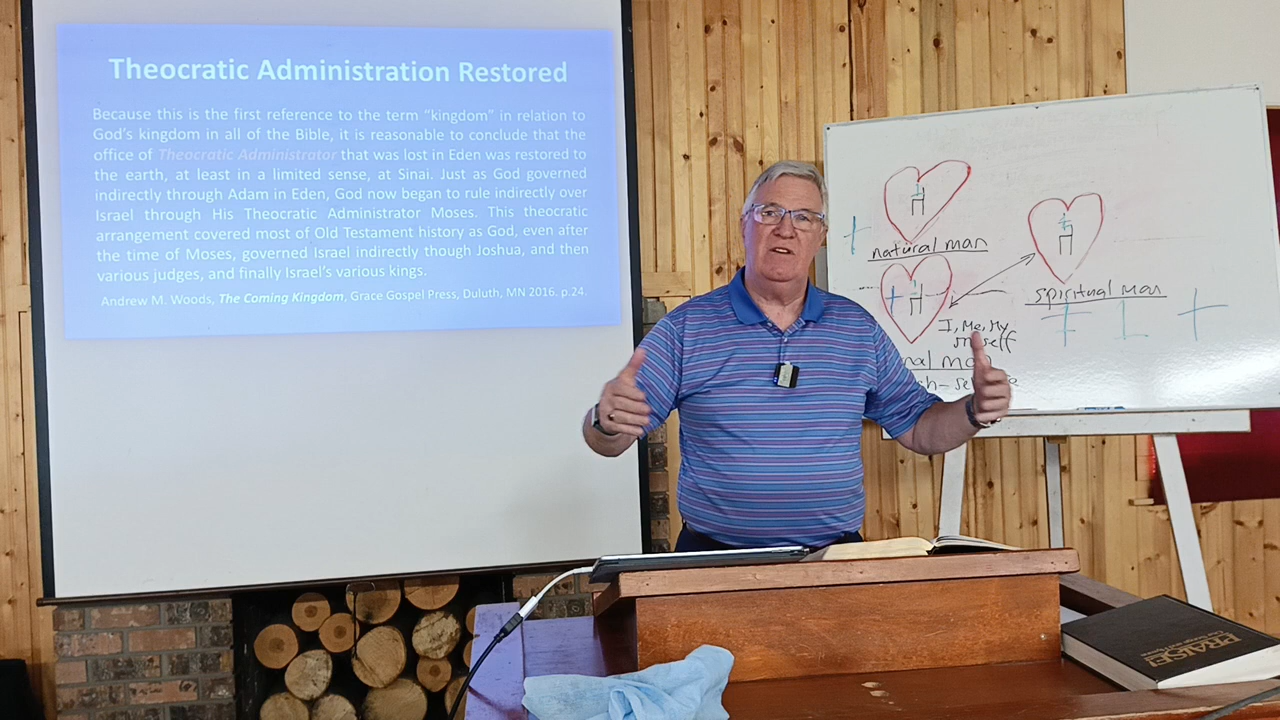 Theocratic Administration Restored
Because this is the first reference to the term “kingdom” in relation to
God’s kingdom in all of the Bible, it is reasonable to conclude that the
office of Theocratic Administrator that was lost in Eden was restored to
the earth, at least in a limited sense, at Sinai. Just as God governed
indirectly through Adam in Eden, God now began to rule indirectly over
Israel through His Theocratic Administrator Moses. This theocratic
arrangement covered most of Old Testament history as God, even after
the time of Moses, governed Israel indirectly though Joshua, and then
various judges, and finally Israel’s various kings.
Andrew M. Woods, The Coming Kingdom, Grace Gospel Press, Duluth, MN 2016. p.24.
natural man
spiritual man
I, Me, My
man
PRAISE!